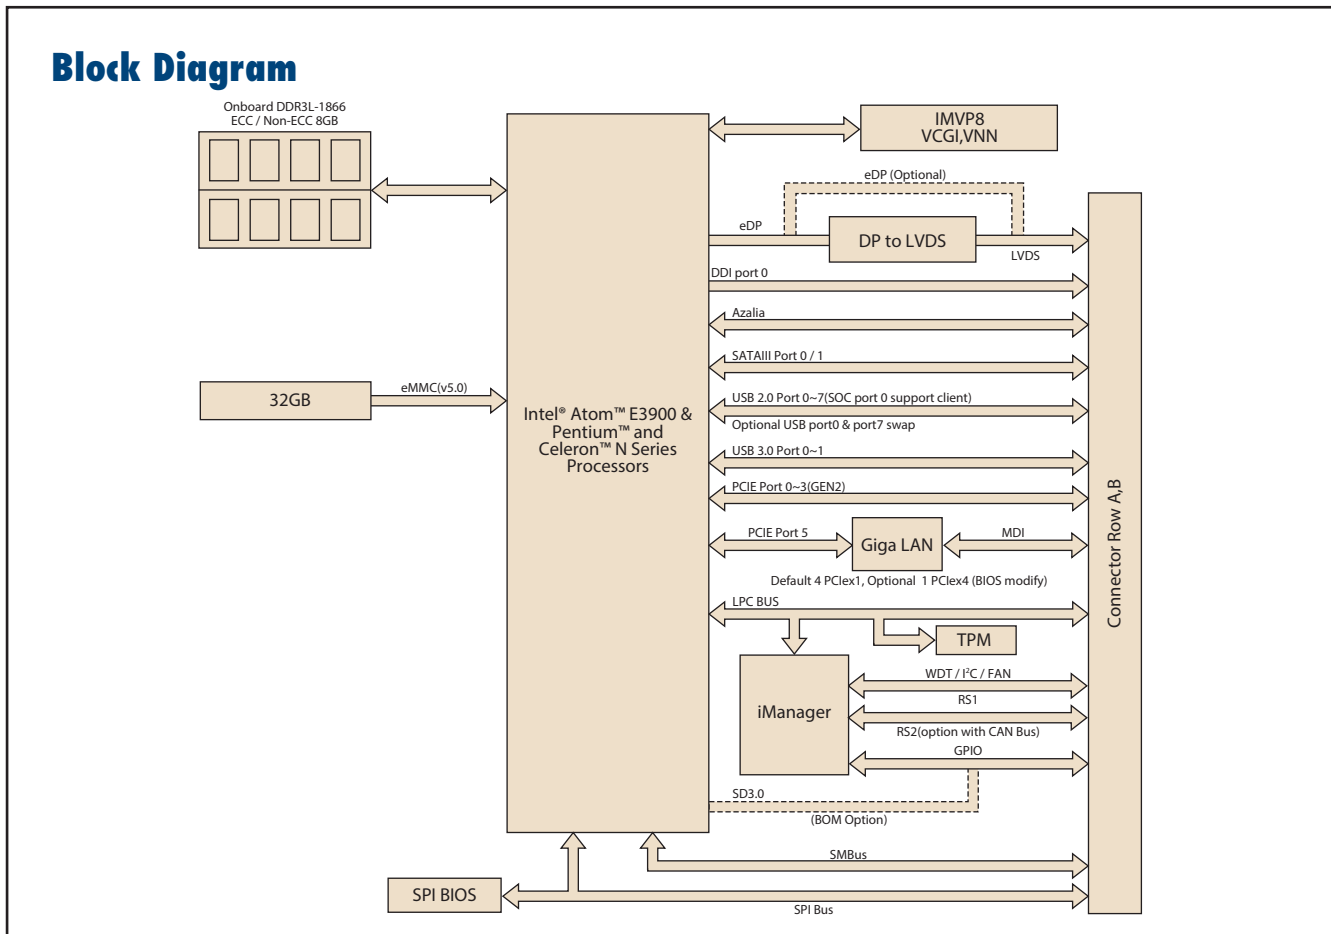 Block Diagram
Onboard DDR3L-1866
ECC / Non-ECC 8GB
IMVP8
VCGI,VNN
eDP (Optional)
eDP
DP to LVDS
LVDS
DDI port 0
Azalia
SATAIII Port 0 / 1
32GB
eMMC(v5.0)
Intel® Atom™ E3900 &
Pentium™ and
Celeron™ N Series
Processors
USB 2.0 Port 0~7(SOC port 0 support client)
Optional USB port0 & port7 swap
USB 3.0 Port 0~1
PCIE Port 0~3(GEN2)
PCIE Port 5
Giga LAN
MDI
Default 4 PCIex1, Optional 1 PCIex4 (BIOS modify)
Connector Row A,B
LPC BUS
TPM
iManager
WDT / I²C / FAN
RS1
RS2(option with CAN Bus)
GPIO
SD3.0
(BOM Option)
SMBus
SPI BIOS
SPI Bus